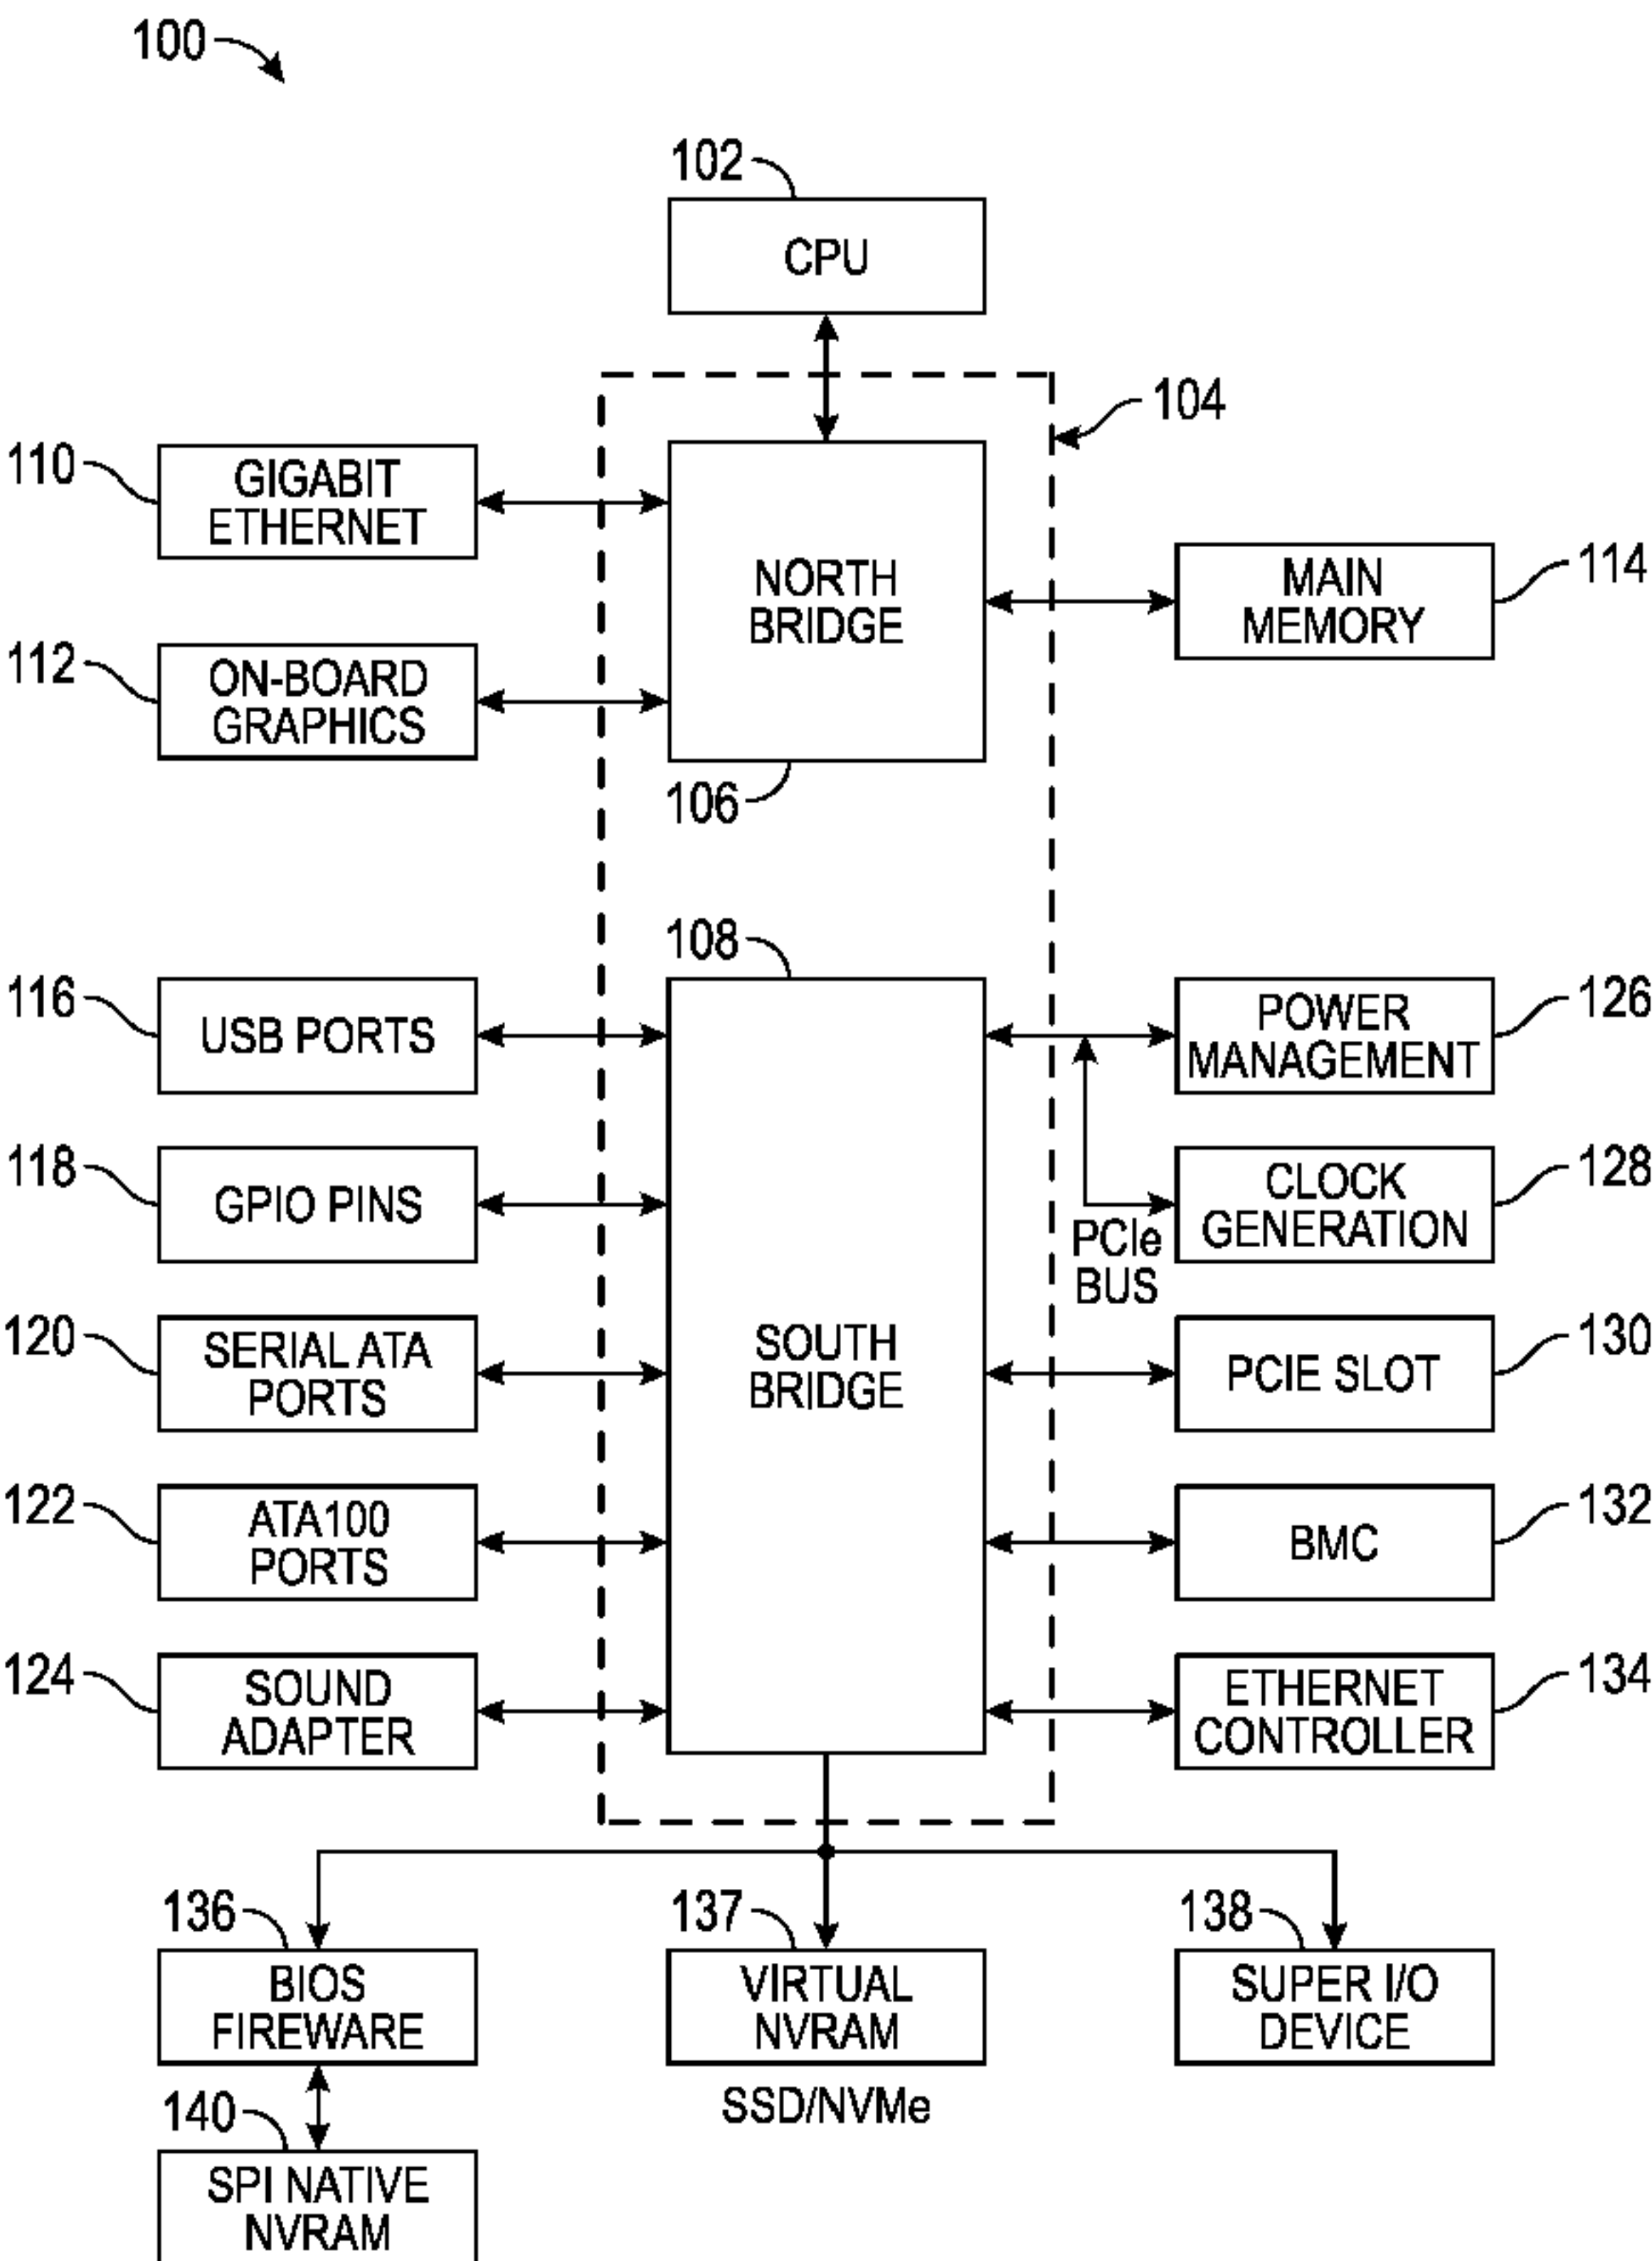 100
102
CPU
104
110
GIGABIT
ETHERNET
NORTH
BRIDGE
MAIN
MEMORY
114
112
ON-BOARD
GRAPHICS
106
108
116
USB PORTS
POWER
MANAGEMENT
126
118
GPIO PINS
CLOCK
GENERATION
128
PCIe
BUS
120
SERIAL ATA
PORTS
SOUTH
BRIDGE
PCIE SLOT
130
122
ATA100
PORTS
BMC
132
124
SOUND
ADAPTER
ETHERNET
CONTROLLER
134
136
BIOS
FIREWARE
137
VIRTUAL
NVRAM
SSD/NVMe
138
SUPER I/O
DEVICE
140
SPI NATIVE
NVRAM